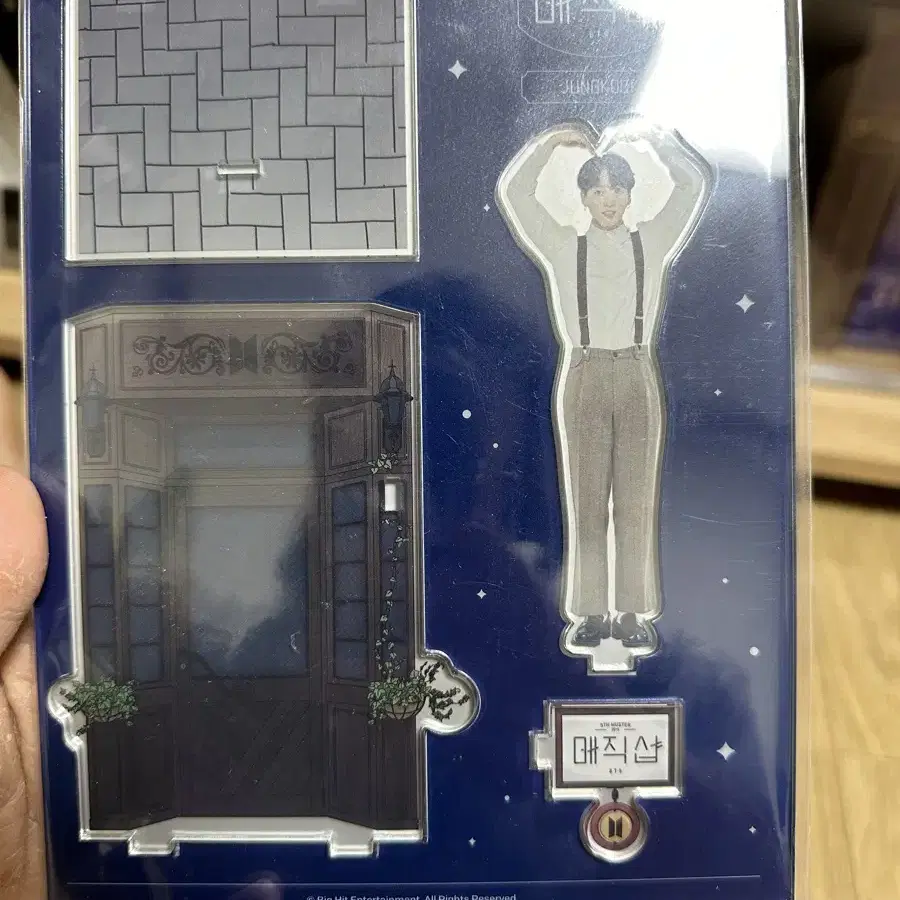 매직샵
JUNGKOOK
5TH MUSTER
매직샵
BTS
© Big Hit Entertainment. All Rights Reserved.